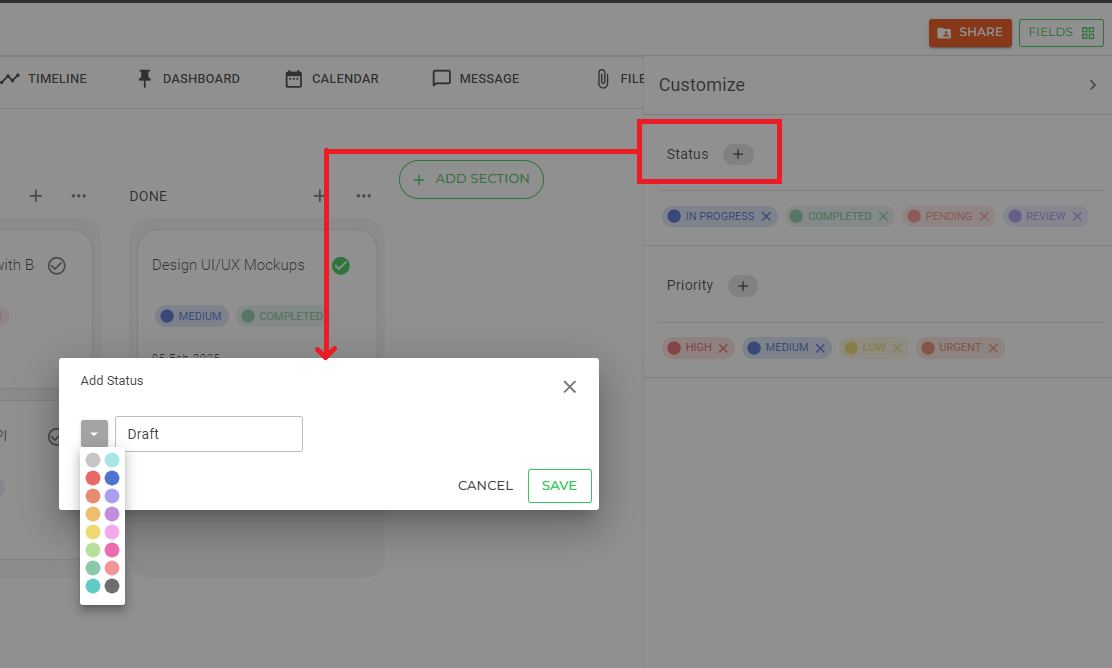 SHARE
FIELDS
TIMELINE
DASHBOARD
CALENDAR
MESSAGE
FILE
Customize
Status
ADD SECTION
DONE
IN PROGRESS
COMPLETED
PENDING
REVIEW
with B
Design UI/UX Mockups
Priority
MEDIUM
COMPLETED
HIGH
MEDIUM
LOW
URGENT
05 Feb 2025
Add Status
Draft
CANCEL
SAVE